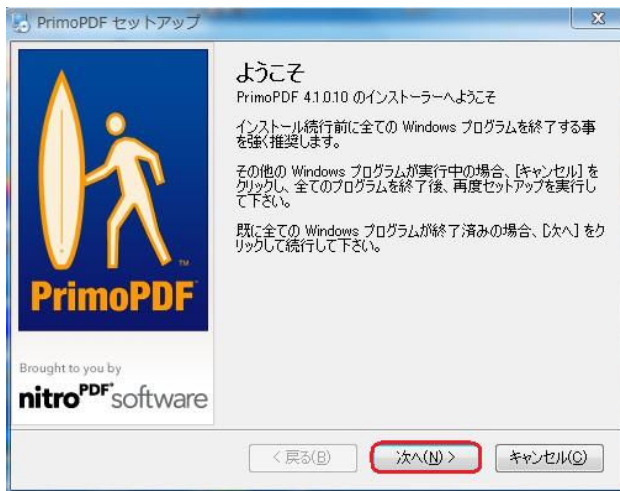 PrimoPDF セットアップ
ようこそ
PrimoPDF 4.1.0.10 のインストーラーへようこそ
インストール続行前に全ての Windows プログラムを終了する事
を強く推奨します。
その他の Windows プログラムが実行中の場合、[キャンセル] を
クリックし、全てのプログラムを終了後、再度セットアップを実行し
て下さい。
既に全ての Windows プログラムが終了済みの場合、[次へ] をク
リックして続行して下さい。
TM
PrimoPDF
Brought to you by
nitroPDF software
< 戻る(B)
次へ(N) >
キャンセル(C)